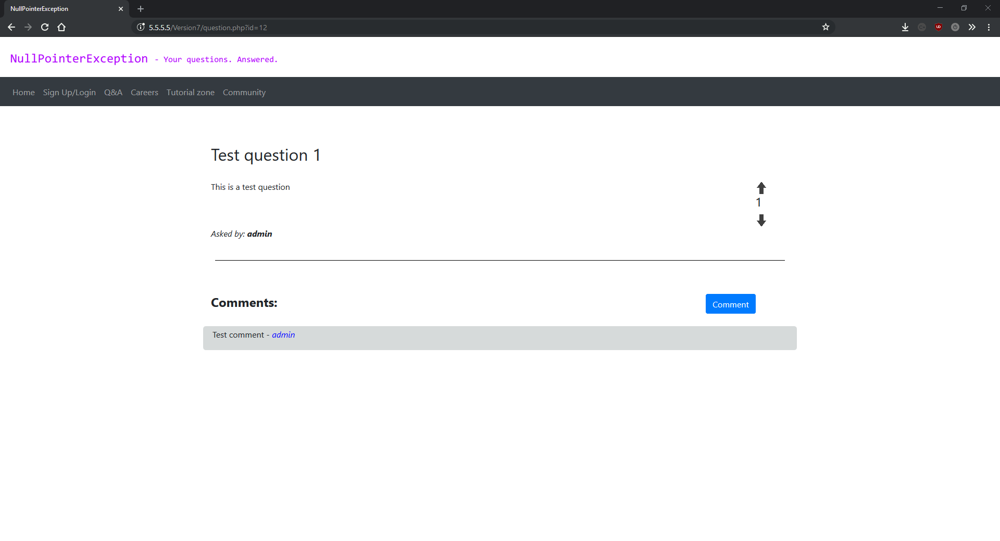 NullPointerException
5.5.5.5/Version7/question.php?id=12
NullPointerException - Your questions. Answered.
Home Sign Up/Login Q&A Careers Tutorial zone Community
Test question 1
This is a test question
1
Asked by: admin
Comments:
Comment
Test comment - admin